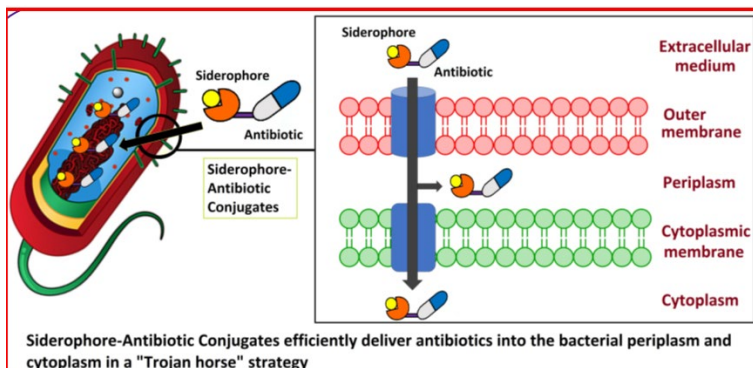 Siderophore
Antibiotic
Siderophore-
Antibiotic
Conjugates
Siderophore
Antibiotic
Extracellular
medium
Outer
membrane
Periplasm
Cytoplasmic
membrane
Cytoplasm
Siderophore-Antibiotic Conjugates efficiently deliver antibiotics into the bacterial periplasm and
cytoplasm in a "Trojan horse" strategy